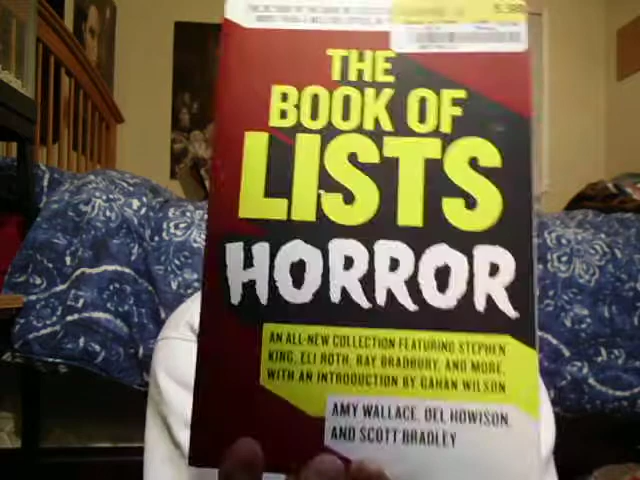 THE
BOOK OF
LISTS
HORROR
AN ALL-NEW COLLECTION FEATURING STEPHEN
KING, ELI ROTH, RAY BRADBURY, AND MORE,
WITH AN INTRODUCTION BY GAHAN WILSON
AMY WALLACE, DEL HOWISON,
AND SCOTT BRADLEY